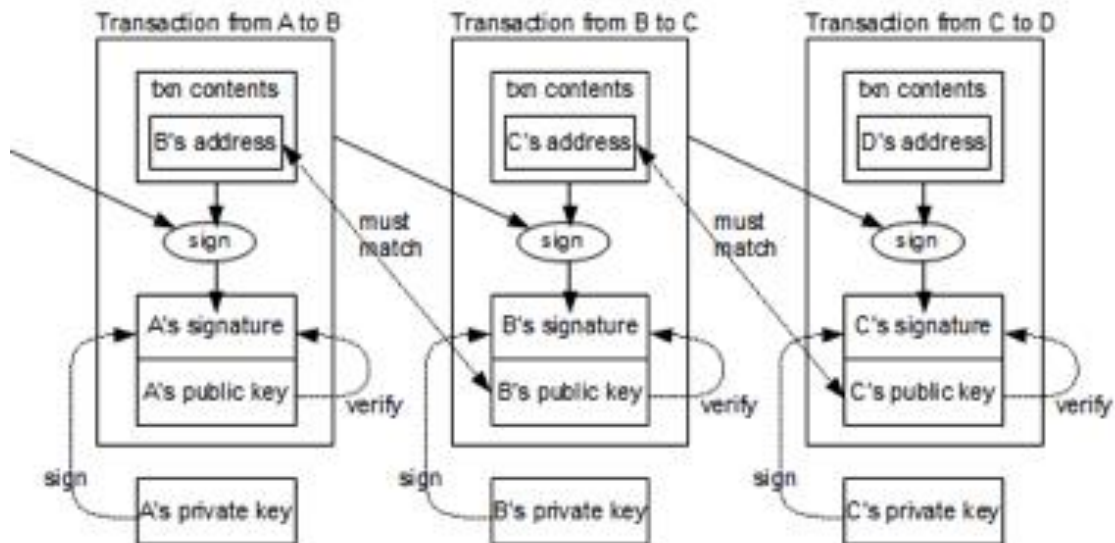 Transaction from A to B
txn contents
B's address
sign
A's signature
A's public key
verify
sign
A's private key
must
match
Transaction from B to C
txn contents
C's address
sign
B's signature
B's public key
verify
sign
B's private key
must
match
Transaction from C to D
txn contents
D's address
sign
C's signature
C's public key
verify
sign
C's private key